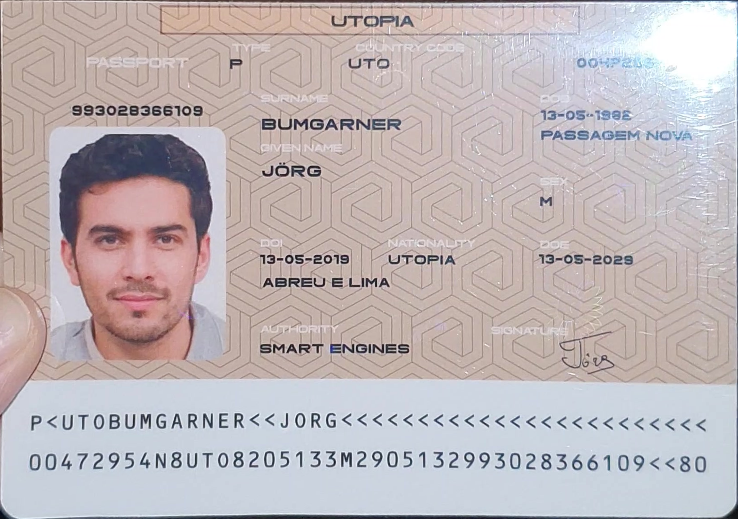 UTOPIA
TYPE COUNTRY CODE
PASSPORT P UTO
993028366109
SURNAME
BUMGARNER 13-05-1982
PASSAGEM NOVA
GIVEN NAME
JÖRG
SEX
M
DOI NATIONALITY DOE
13-05-2019 UTOPIA 13-05-2029
ABREU E LIMA
AUTHORITY SIGNATURE
SMART ENGINES Jörg
P<UTOBUMGARNER<<JORG<<<<<<<<<<<<<<<<<<<<<<<<
00472954N8UTO8205133M2905132993028366109<<80